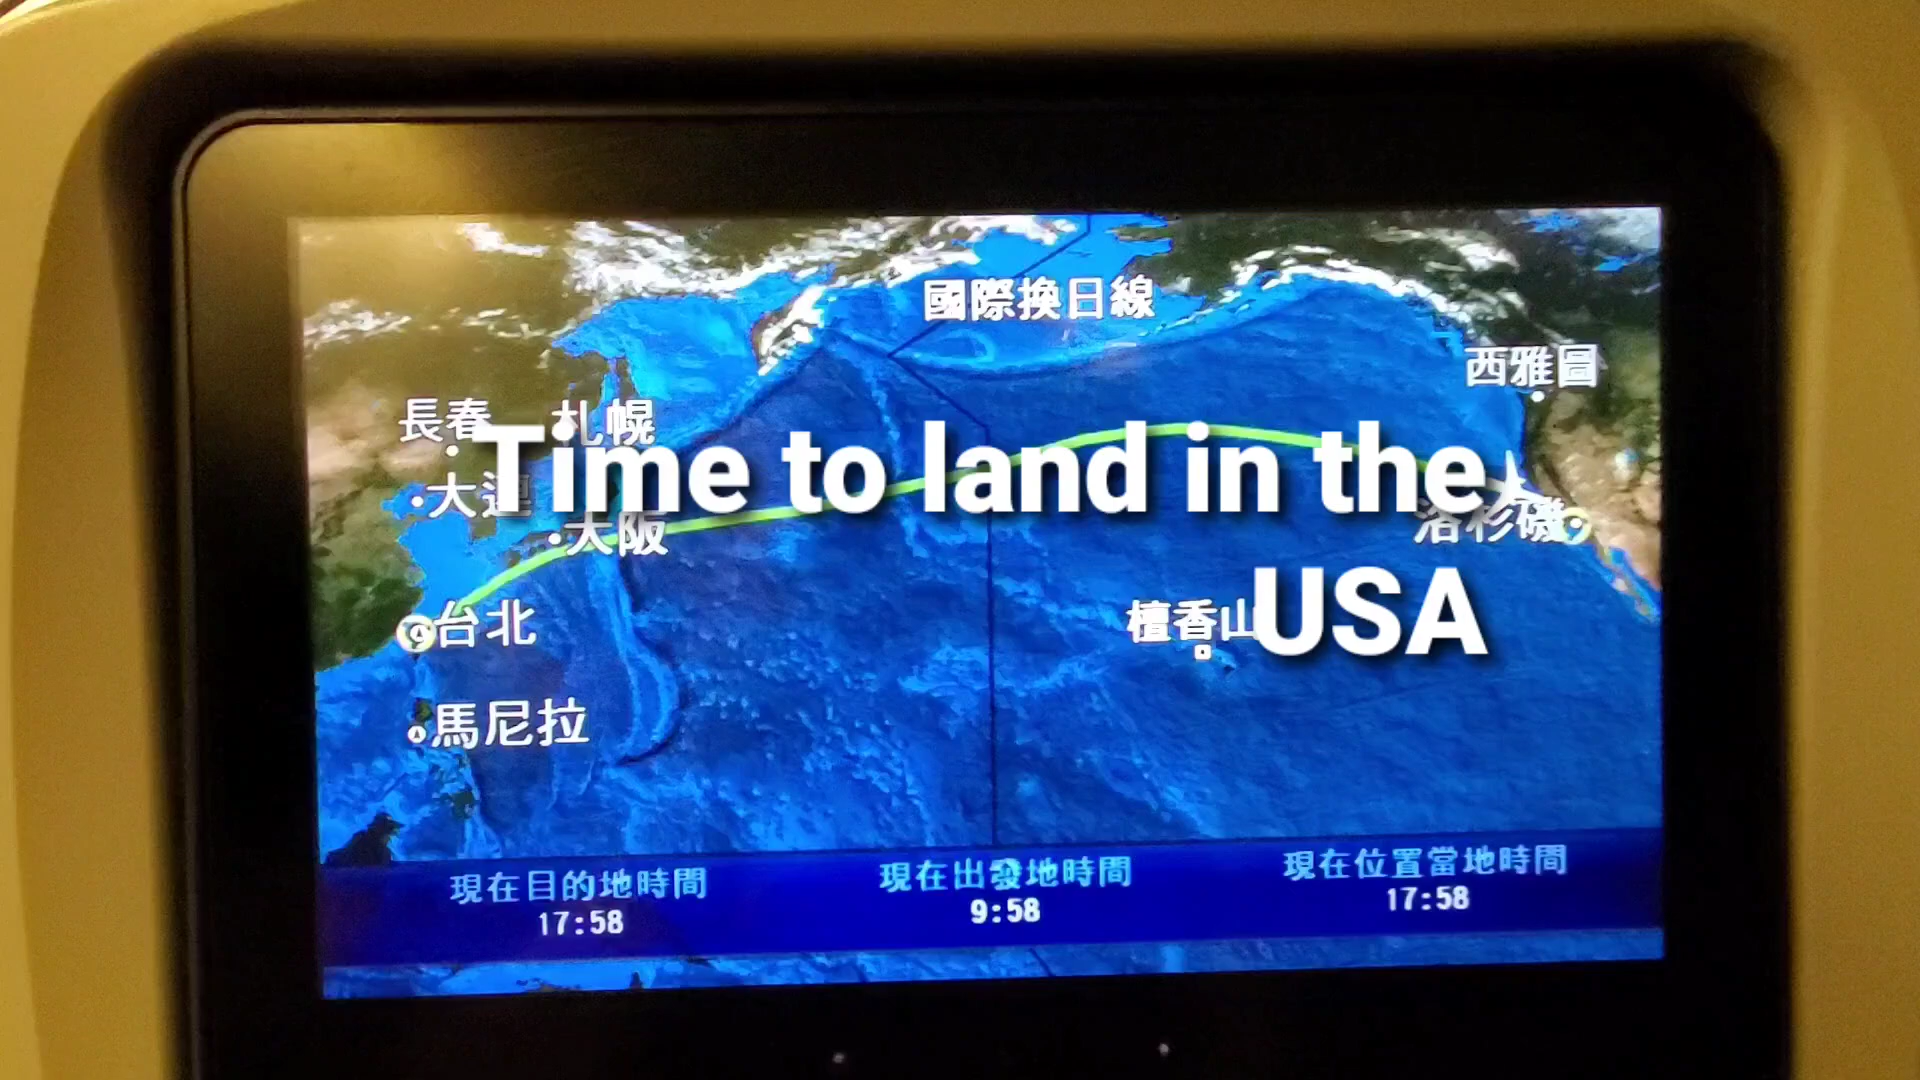 國際換日線
西雅圖
長春
札幌
Time to land in the
大連
大阪
洛杉磯
USA
台北
檀香山
馬尼拉
現在目的地時間
17:58
現在出發地時間
9:58
現在位置當地時間
17:58